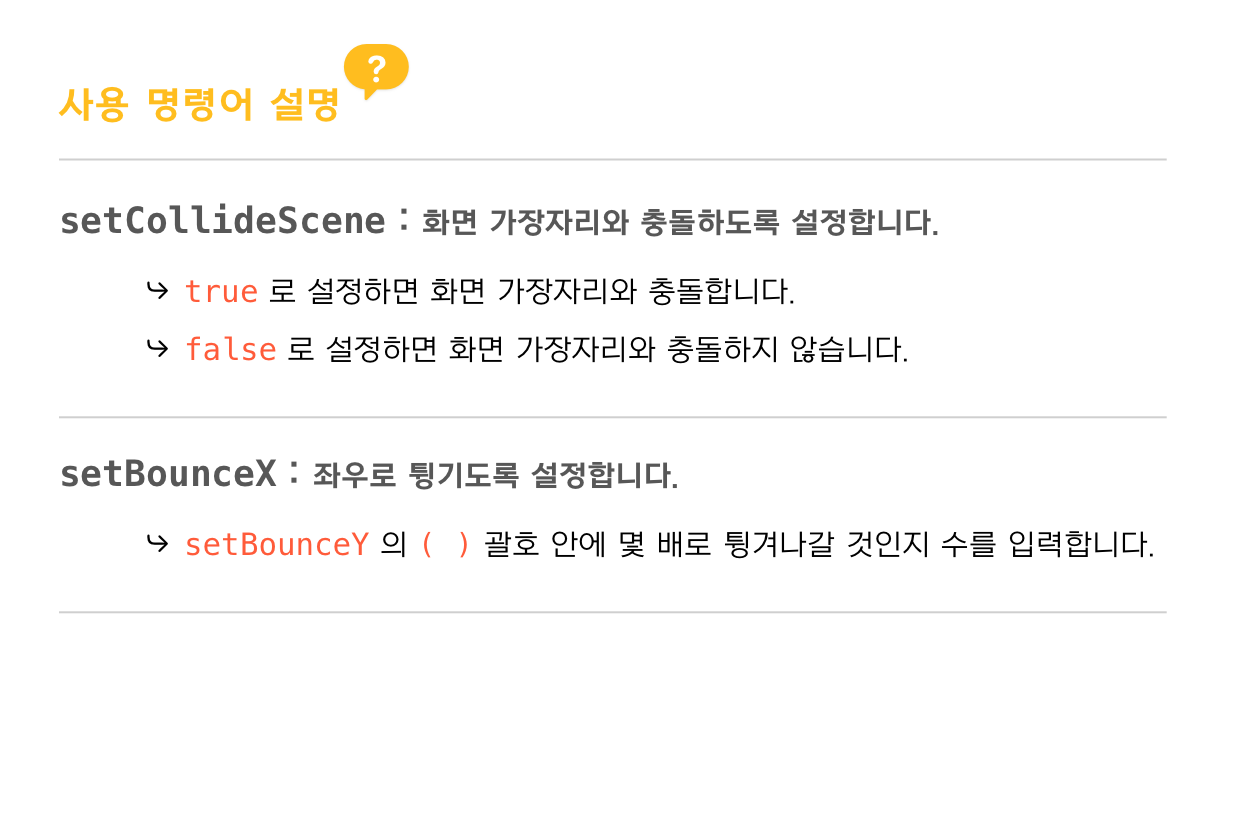 ?
사용 명령어 설명
setCollideScene : 화면 가장자리와 충돌하도록 설정합니다.
↪ true 로 설정하면 화면 가장자리와 충돌합니다.
↪ false 로 설정하면 화면 가장자리와 충돌하지 않습니다.
setBounceX : 좌우로 튕기도록 설정합니다.
↪ setBounceY 의 ( ) 괄호 안에 몇 배로 튕겨나갈 것인지 수를 입력합니다.